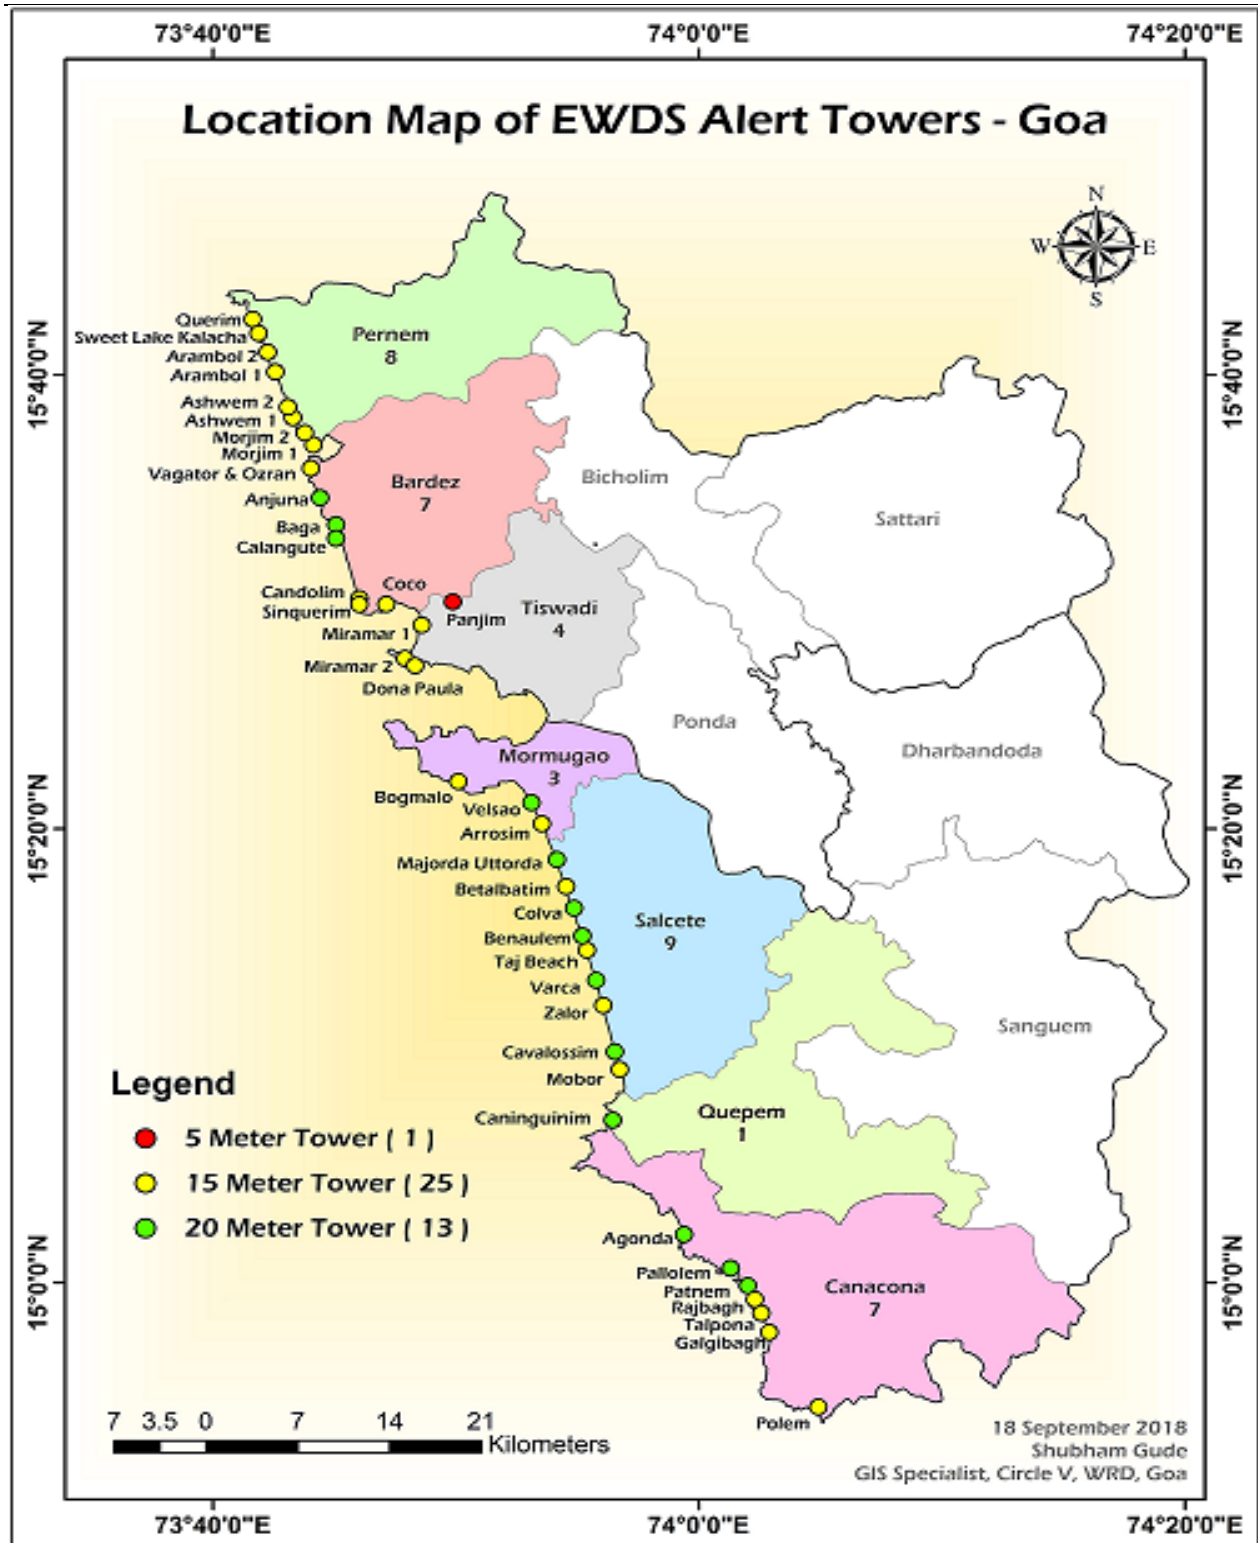 73°40'0"E 74°0'0"E 74°20'0"E
Location Map of EWDS Alert Towers - Goa
N
W E
S
15°40'0"N
15°20'0"N
15°0'0"N
15°40'0"N
15°20'0"N
15°0'0"N
Querim
Sweet Lake Kalacha
Arambol 2
Arambol 1
Ashwem 2
Ashwem 1
Morjim 2
Morjim 1
Vagator & Ozran
Anjuna
Baga
Calangute
Candolim
Sinquerim
Coco
Panjim
Miramar 1
Miramar 2
Dona Paula
Bogmalo
Velsao
Arrosim
Majorda Uttorda
Betalbatim
Colva
Benaulem
Taj Beach
Varca
Zalor
Cavalossim
Mobor
Caninguinim
Agonda
Pallolem
Patnem
Rajbagh
Talpona
Galgibagh
Polem
Pernem
8
Bardez
7
Bicholim
Sattari
Tiswadi
4
Ponda
Dharbandoda
Mormugao
3
Salcete
9
Sanguem
Quepem
1
Canacona
7
Legend
5 Meter Tower ( 1 )
15 Meter Tower ( 25 )
20 Meter Tower ( 13 )
7 3.5 0 7 14 21
Kilometers
18 September 2018
Shubham Gude
GIS Specialist, Circle V, WRD, Goa
73°40'0"E 74°0'0"E 74°20'0"E